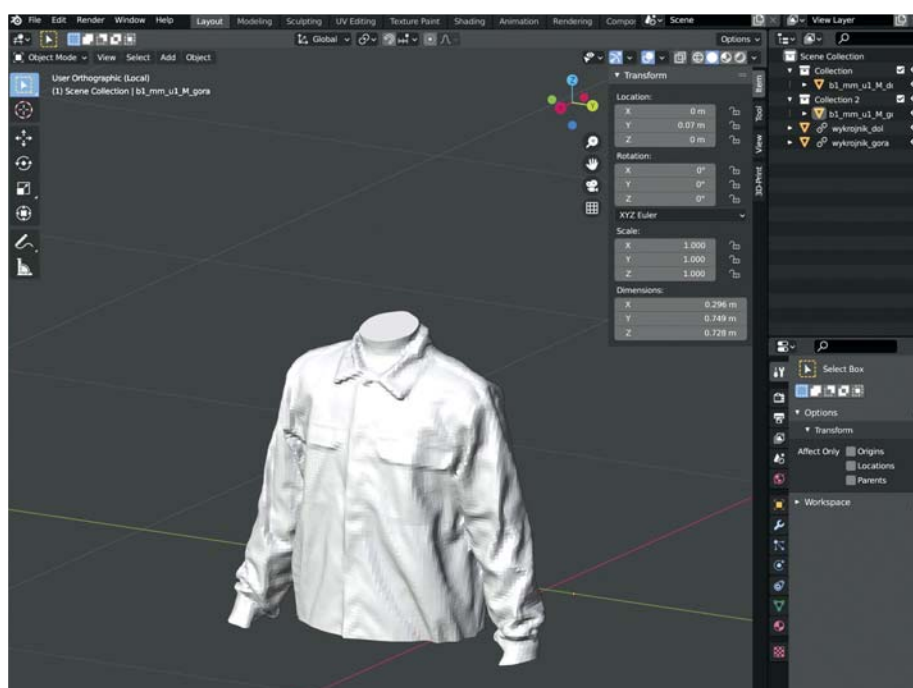 File Edit Render Window Help Layout Modeling Sculpting UV Editing Texture Paint Shading Animation Rendering Scene View Layer
Global Options
Object Mode View Select Add Object
User Orthographic (Local)
(1) Scene Collection | b1_mm_u1_M_gora
Z
Y
Transform
Location:
X 0 m
Y 0.07 m
Z 0 m
Rotation:
X 0°
Y 0°
Z 0°
XYZ Euler
Scale:
X 1.000
Y 1.000
Z 1.000
Dimensions:
X 0.296 m
Y 0.749 m
Z 0.728 m
Item
Tool
View
3D-Print
Scene Collection
Collection
Collection 2
wykrojnik_dol
wykrojnik_gora
Select Box
Options
Transform
Affect Only Origins
Locations
Parents
Workspace